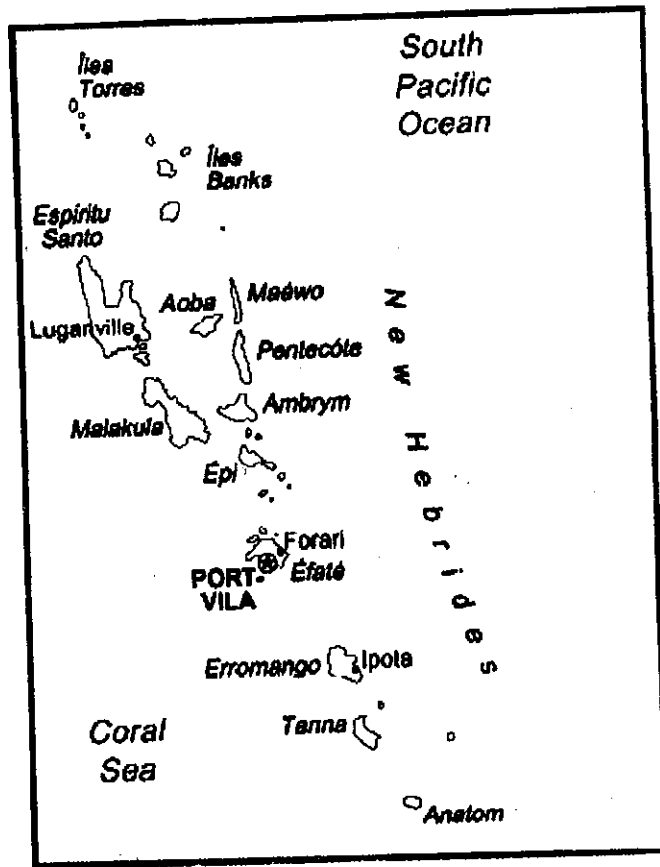 South
Pacific
Ocean
Îles
Torres
Îles
Banks
Espiritu
Santo
Aoba
Maéwo
Luganville
Pentecôte
Malakula
Ambrym
Épi
New Hebrides
Forari
PORT-
VILA
Éfaté
Erromango
Ipota
Tanna
Coral
Sea
Anatom